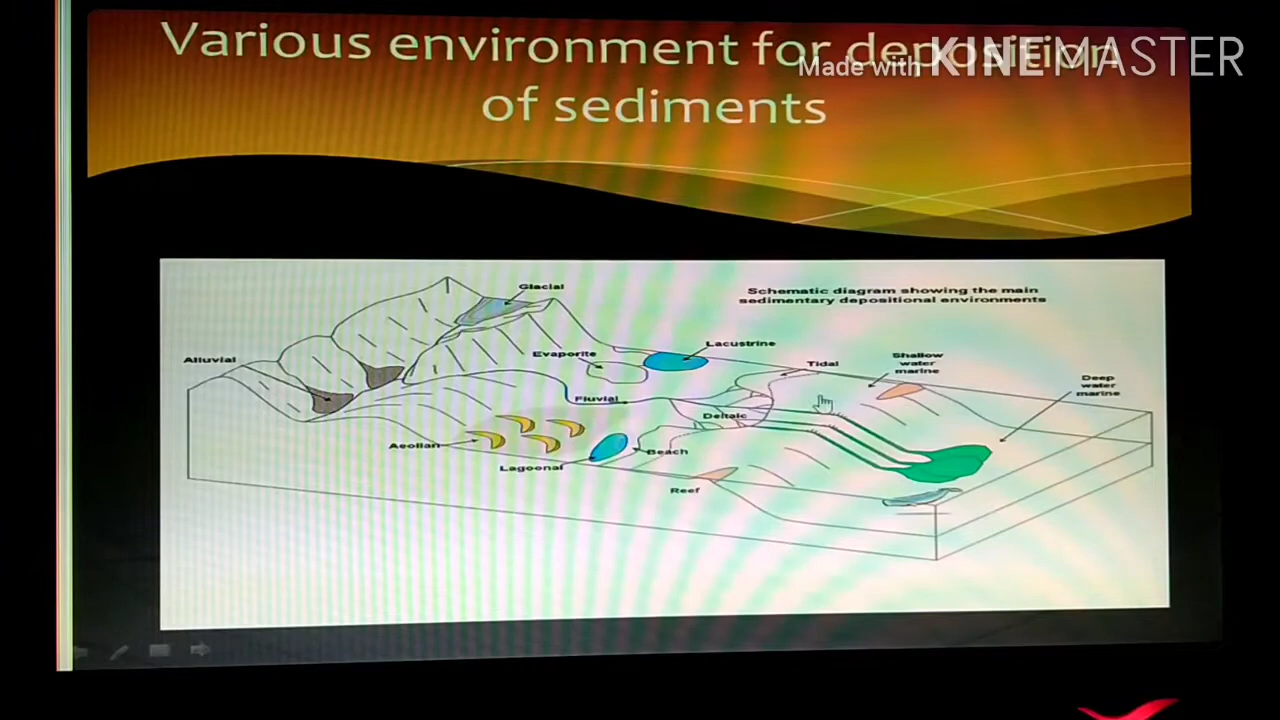 Various environment for deposition
of sediments
Made with KINEMASTER
Schematic diagram showing the main
sedimentary depositional environments
Glacial
Alluvial
Evaporite
Lacustrine
Tidal
Shallow
water
marine
Deep
water
marine
Fluvial
Deltaic
Aeolian
Lagoonal
Beach
Reef